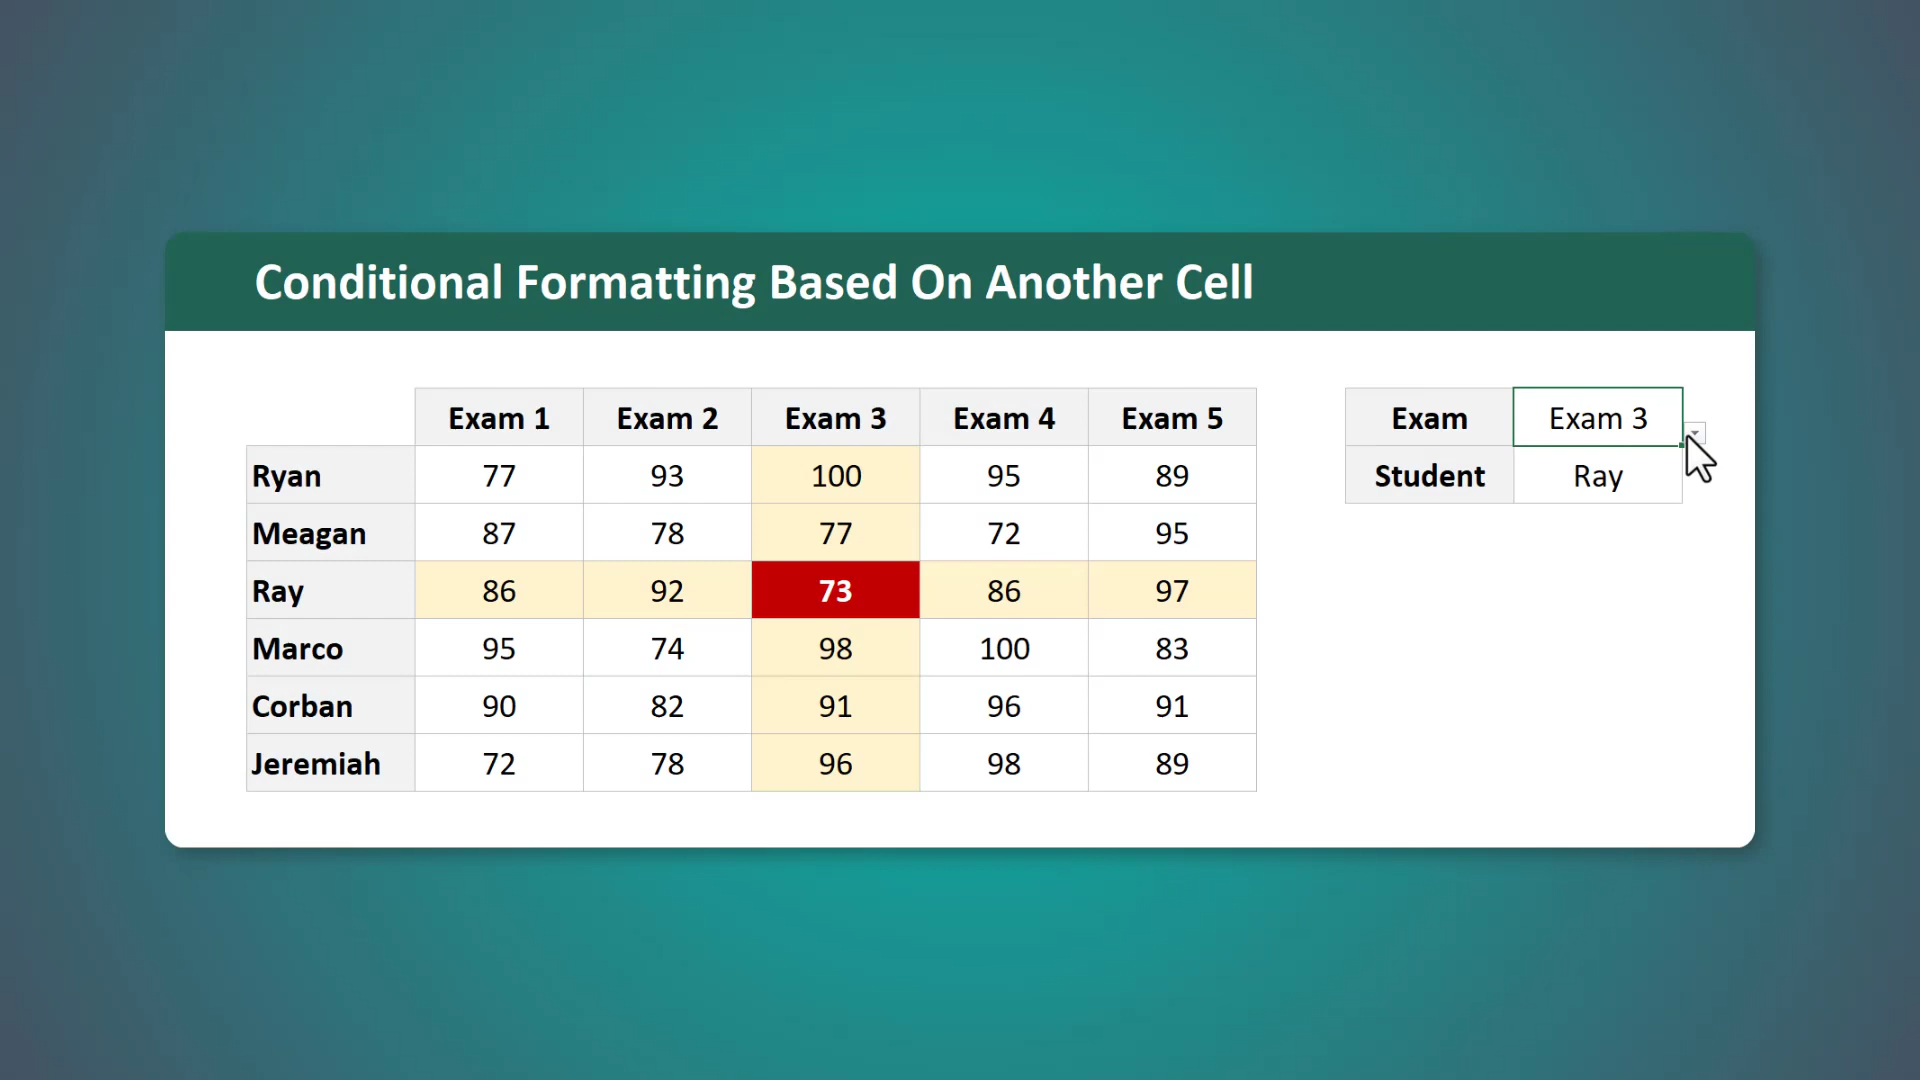 Conditional Formatting Based On Another Cell
Exam 1 Exam 2 Exam 3 Exam 4 Exam 5
Ryan 77 93 100 95 89
Meagan 87 78 77 72 95
Ray 86 92 73 86 97
Marco 95 74 98 100 83
Corban 90 82 91 96 91
Jeremiah 72 78 96 98 89
Exam Exam 3
Student Ray